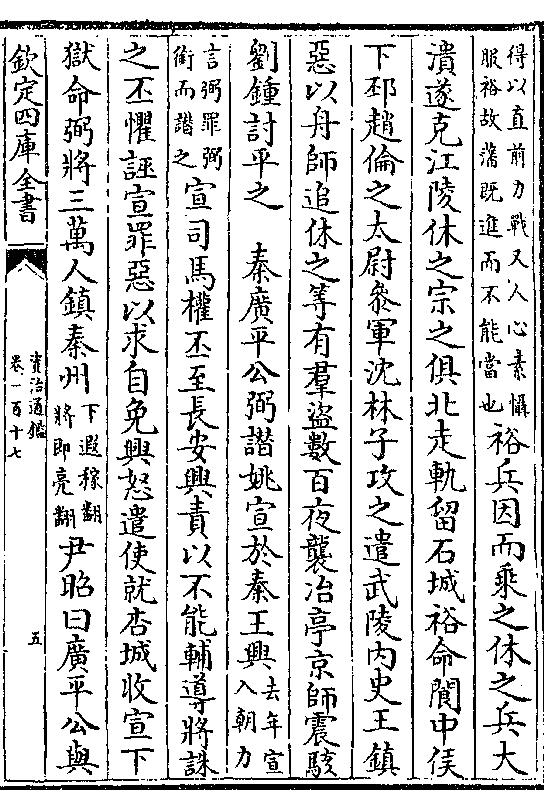 得以直前力戰又人心素懾
服裕故藩既進而不能當也
裕兵因而乘之休之兵大
潰遂克江陵休之宗之俱北走軌留石城裕命閬中侯
下邳趙倫之太尉叅軍沈林子攻之遣武陵內史王鎮
惡以舟師追休之等有羣盜數百夜襲冶亭京師震駭
劉鍾討平之　秦廣平公弼譖姚宣於秦王興
去年宣
入朝力
言弼罪弼
銜而譖之
宣司馬權丕至長安興責以不能輔導將誅
之丕懼誣宣罪惡以求自免興怒遣使就杏城收宣下
獄命弼將三萬人鎮秦州
下遐稼翻
將即亮翻
尹昭曰廣平公與
欽定四庫全書
資治通鑑
卷一百十七
五